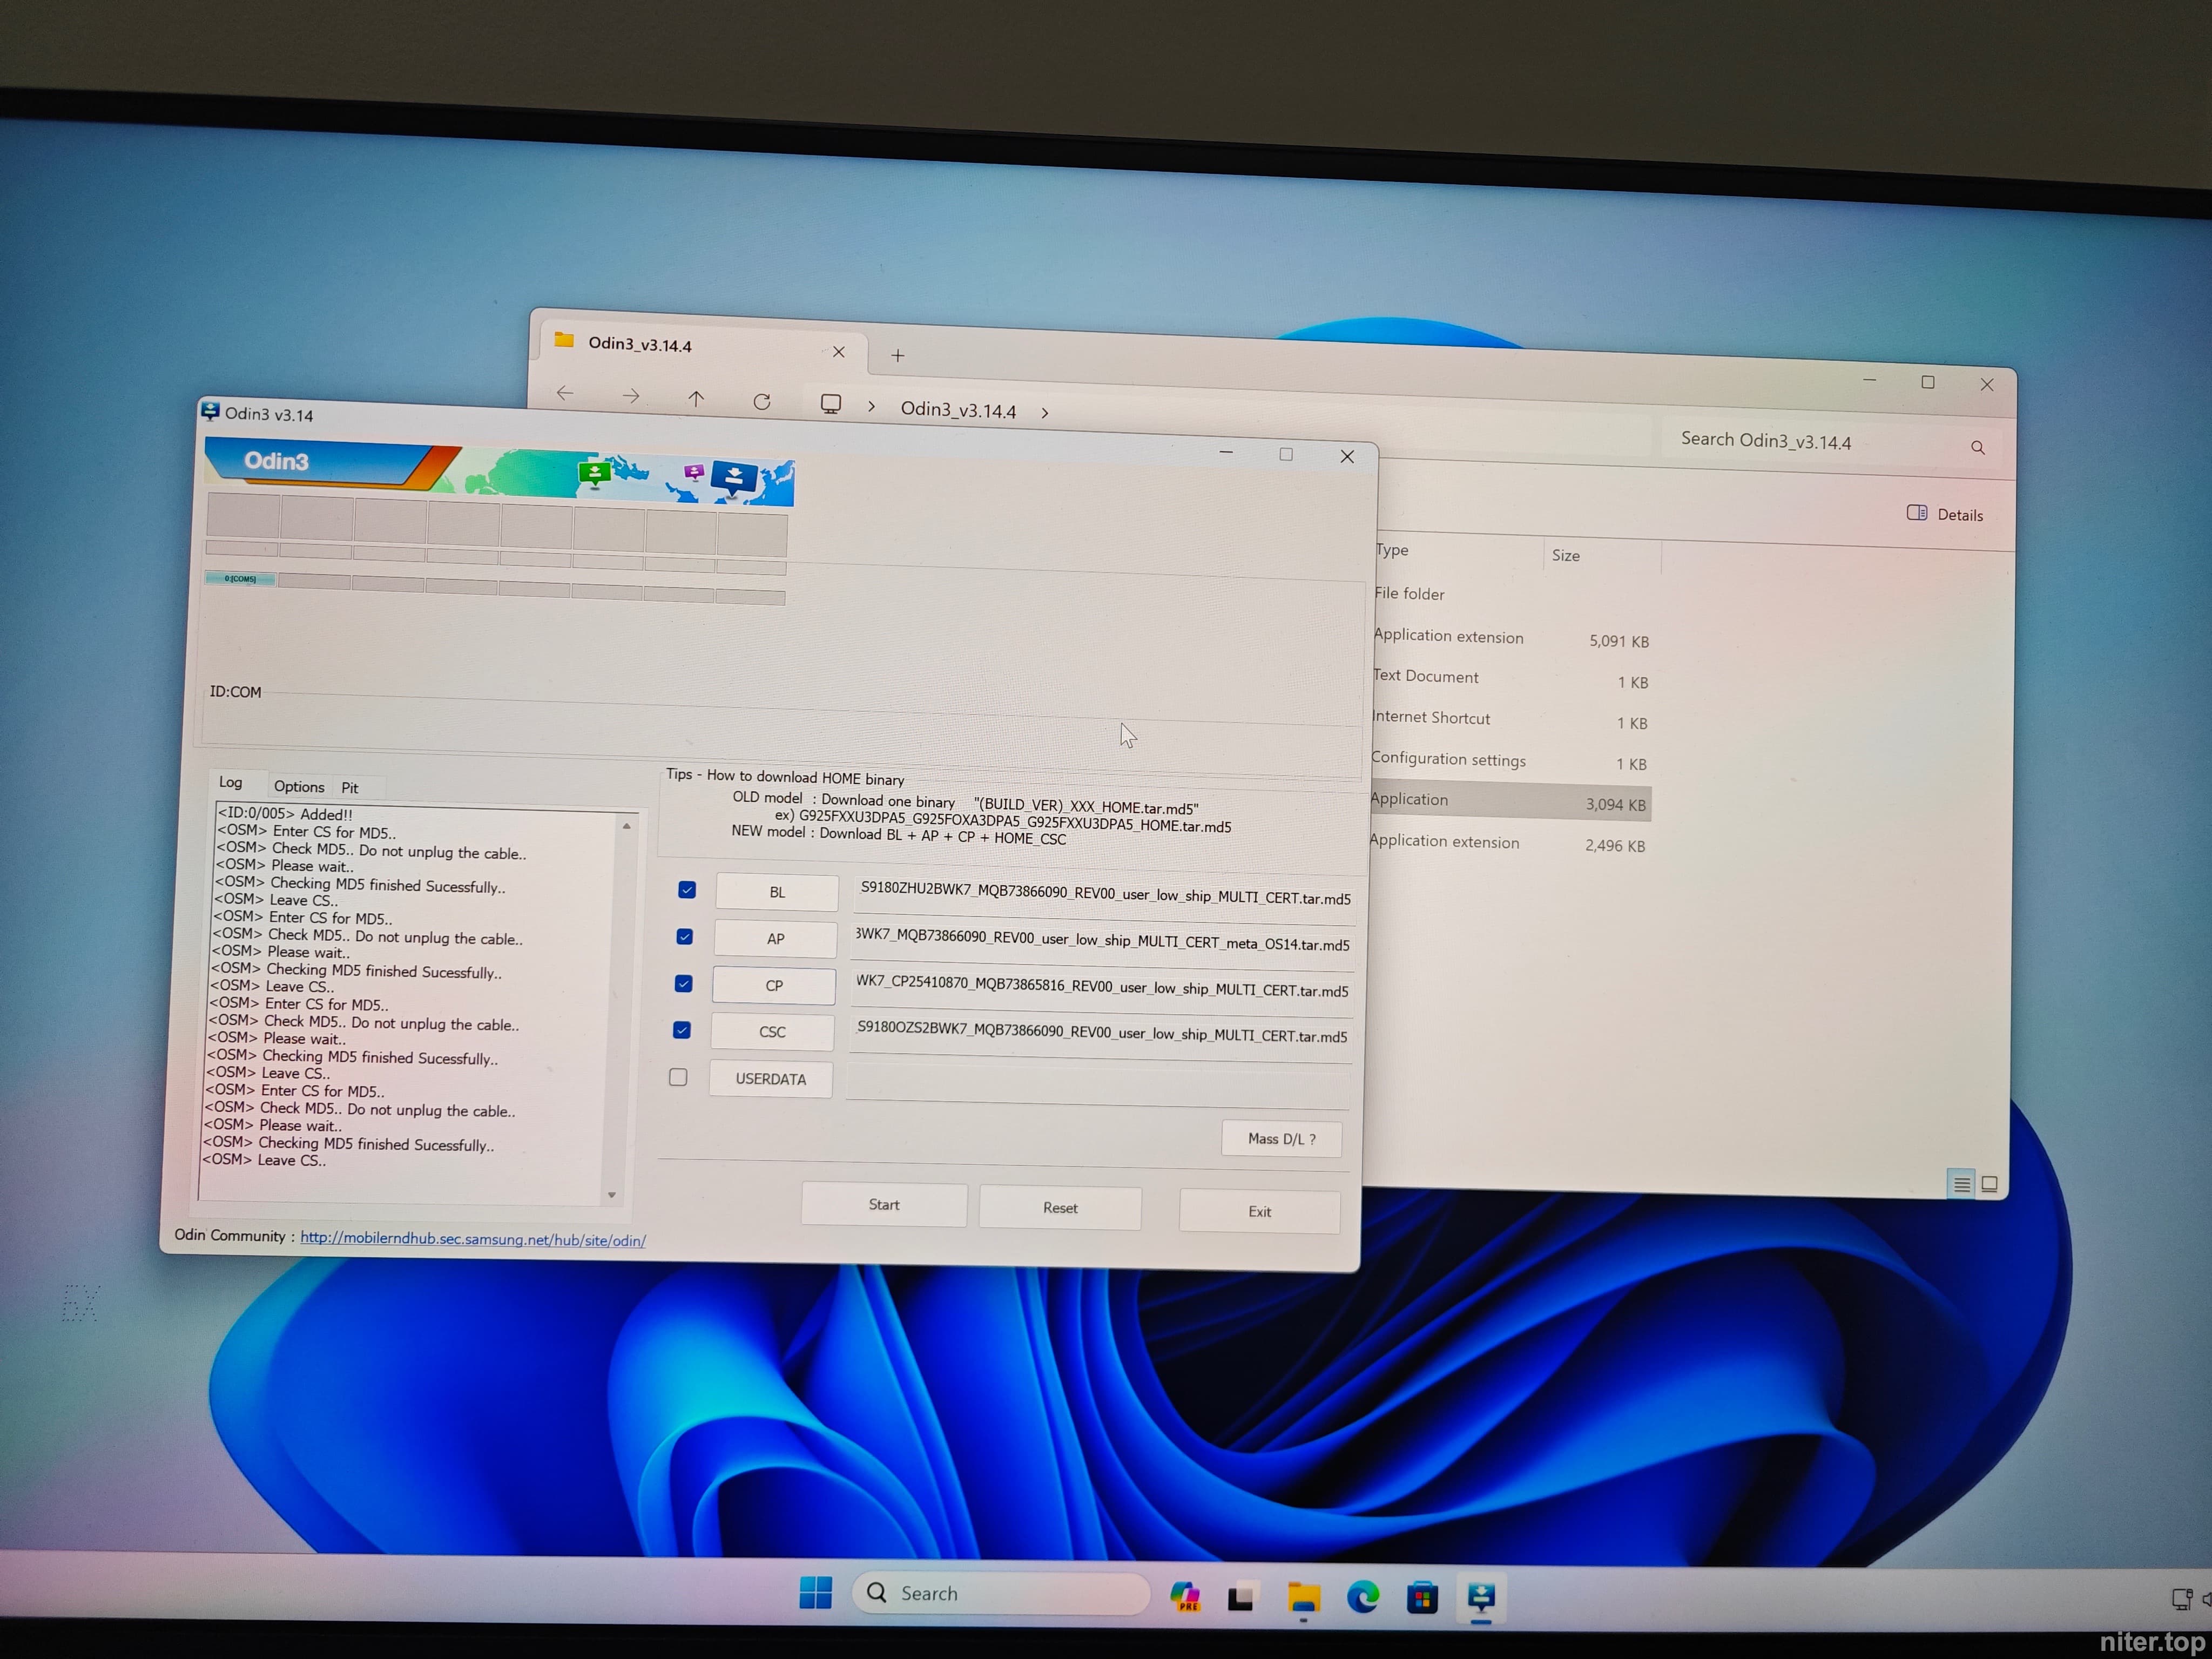 Odin3_v3.14.4
Odin3_v3.14.4
Search Odin3_v3.14.4
Details
Type
Size
File folder
Application extension
5,091 KB
Text Document
1 KB
Internet Shortcut
1 KB
Configuration settings
1 KB
Application
3,094 KB
Application extension
2,496 KB
Odin3 v3.14
Odin3
0:[COM5]
ID:COM
Log
Options
Pit
<ID:0/005> Added!!
<OSM> Enter CS for MD5..
<OSM> Check MD5.. Do not unplug the cable..
<OSM> Please wait..
<OSM> Checking MD5 finished Sucessfully..
<OSM> Leave CS..
<OSM> Enter CS for MD5..
<OSM> Check MD5.. Do not unplug the cable..
<OSM> Please wait..
<OSM> Checking MD5 finished Sucessfully..
<OSM> Leave CS..
<OSM> Enter CS for MD5..
<OSM> Check MD5.. Do not unplug the cable..
<OSM> Please wait..
<OSM> Checking MD5 finished Sucessfully..
<OSM> Leave CS..
<OSM> Enter CS for MD5..
<OSM> Check MD5.. Do not unplug the cable..
<OSM> Please wait..
<OSM> Checking MD5 finished Sucessfully..
<OSM> Leave CS..
Tips - How to download HOME binary
OLD model : Download one binary "(BUILD_VER)_XXX_HOME.tar.md5"
ex) G925FXXU3DPA5_G925FOXA3DPA5_G925FXXU3DPA5_HOME.tar.md5
NEW model : Download BL + AP + CP + HOME_CSC
BL
S9180ZHU2BWK7_MQB73866090_REV00_user_low_ship_MULTI_CERT.tar.md5
AP
3WK7_MQB73866090_REV00_user_low_ship_MULTI_CERT_meta_OS14.tar.md5
CP
WK7_CP25410870_MQB73865816_REV00_user_low_ship_MULTI_CERT.tar.md5
CSC
S9180OZS2BWK7_MQB73866090_REV00_user_low_ship_MULTI_CERT.tar.md5
USERDATA
Mass D/L ?
Start
Reset
Exit
Odin Community : http://mobilerndhub.sec.samsung.net/hub/site/odin/
Search
PRE
niter.top